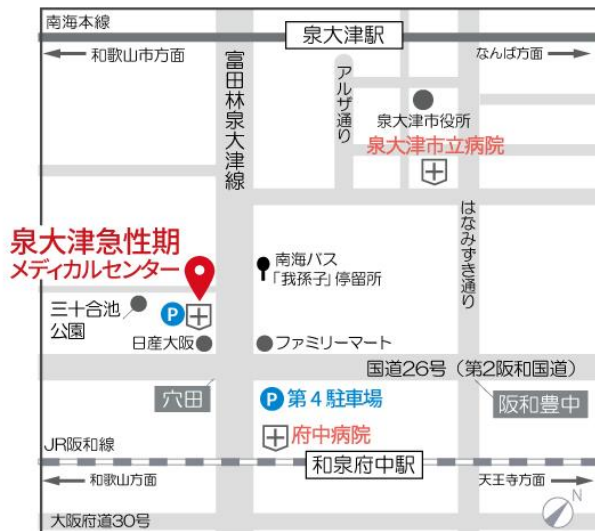 南海本線
泉大津駅
和歌山市方面
なんば方面
富田林泉大津線
アルザ通り
泉大津市役所
泉大津市立病院
はなみずき通り
泉大津急性期
メディカルセンター
南海バス
「我孫子」停留所
三十合池
公園
P
日産大阪
ファミリーマート
国道26号（第2阪和国道）
穴田
P 第4駐車場
阪和豊中
府中病院
JR阪和線
和泉府中駅
和歌山方面
天王寺方面
N
大阪府道30号